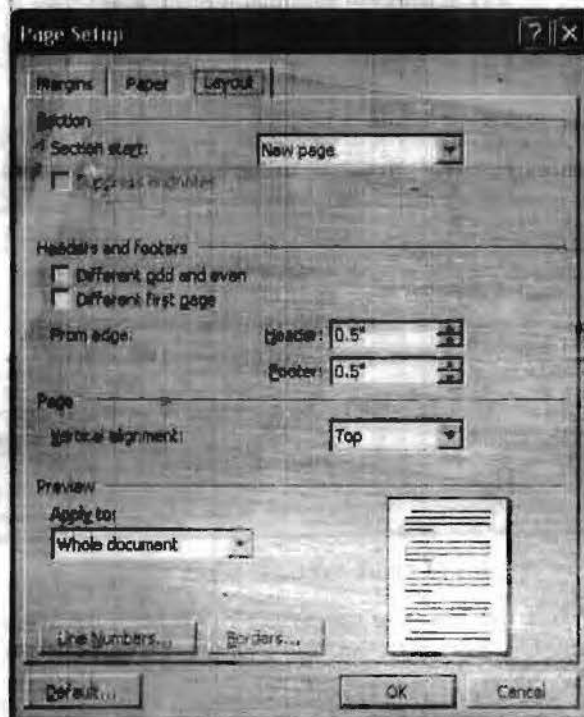 Page Setup
Margins Paper Layout
Section
Section start: New page
Suppress endnotes
Headers and footers
Different odd and even
Different first page
From edge: Header: 0.5"
Footer: 0.5"
Page
Vertical alignment: Top
Preview
Apply to:
Whole document
Line Numbers... Borders...
Default... OK Cancel